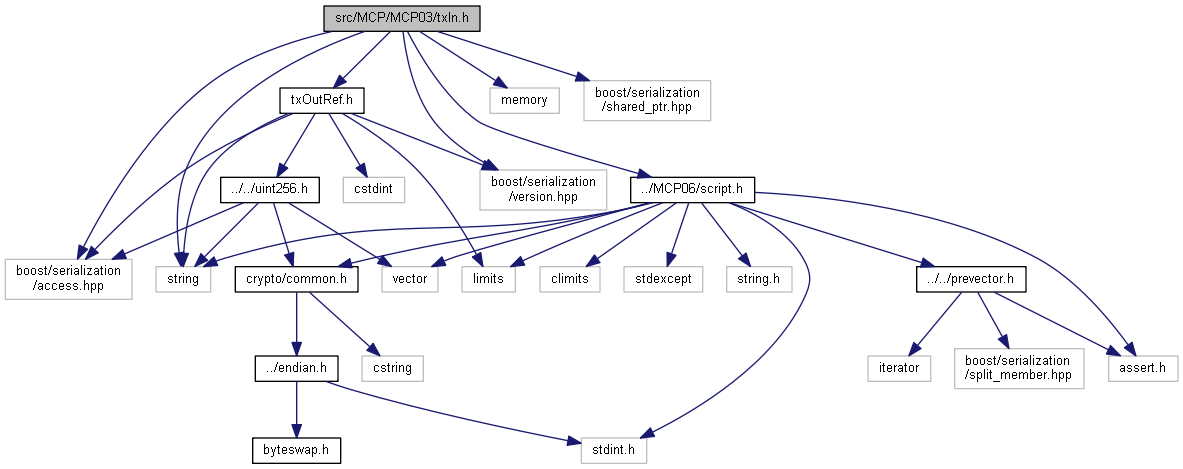 src/MCP/MCP03/txIn.h
txOutRef.h
memory
boost/serialization
/shared_ptr.hpp
../../uint256.h
cstdint
boost/serialization
/version.hpp
../MCP06/script.h
boost/serialization
/access.hpp
string
crypto/common.h
vector
limits
climits
stdexcept
string.h
../../prevector.h
../endian.h
cstring
iterator
boost/serialization
/split_member.hpp
assert.h
byteswap.h
stdint.h